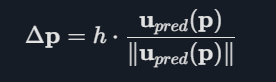 Δp = h · u_pred(p) / ‖u_pred(p)‖